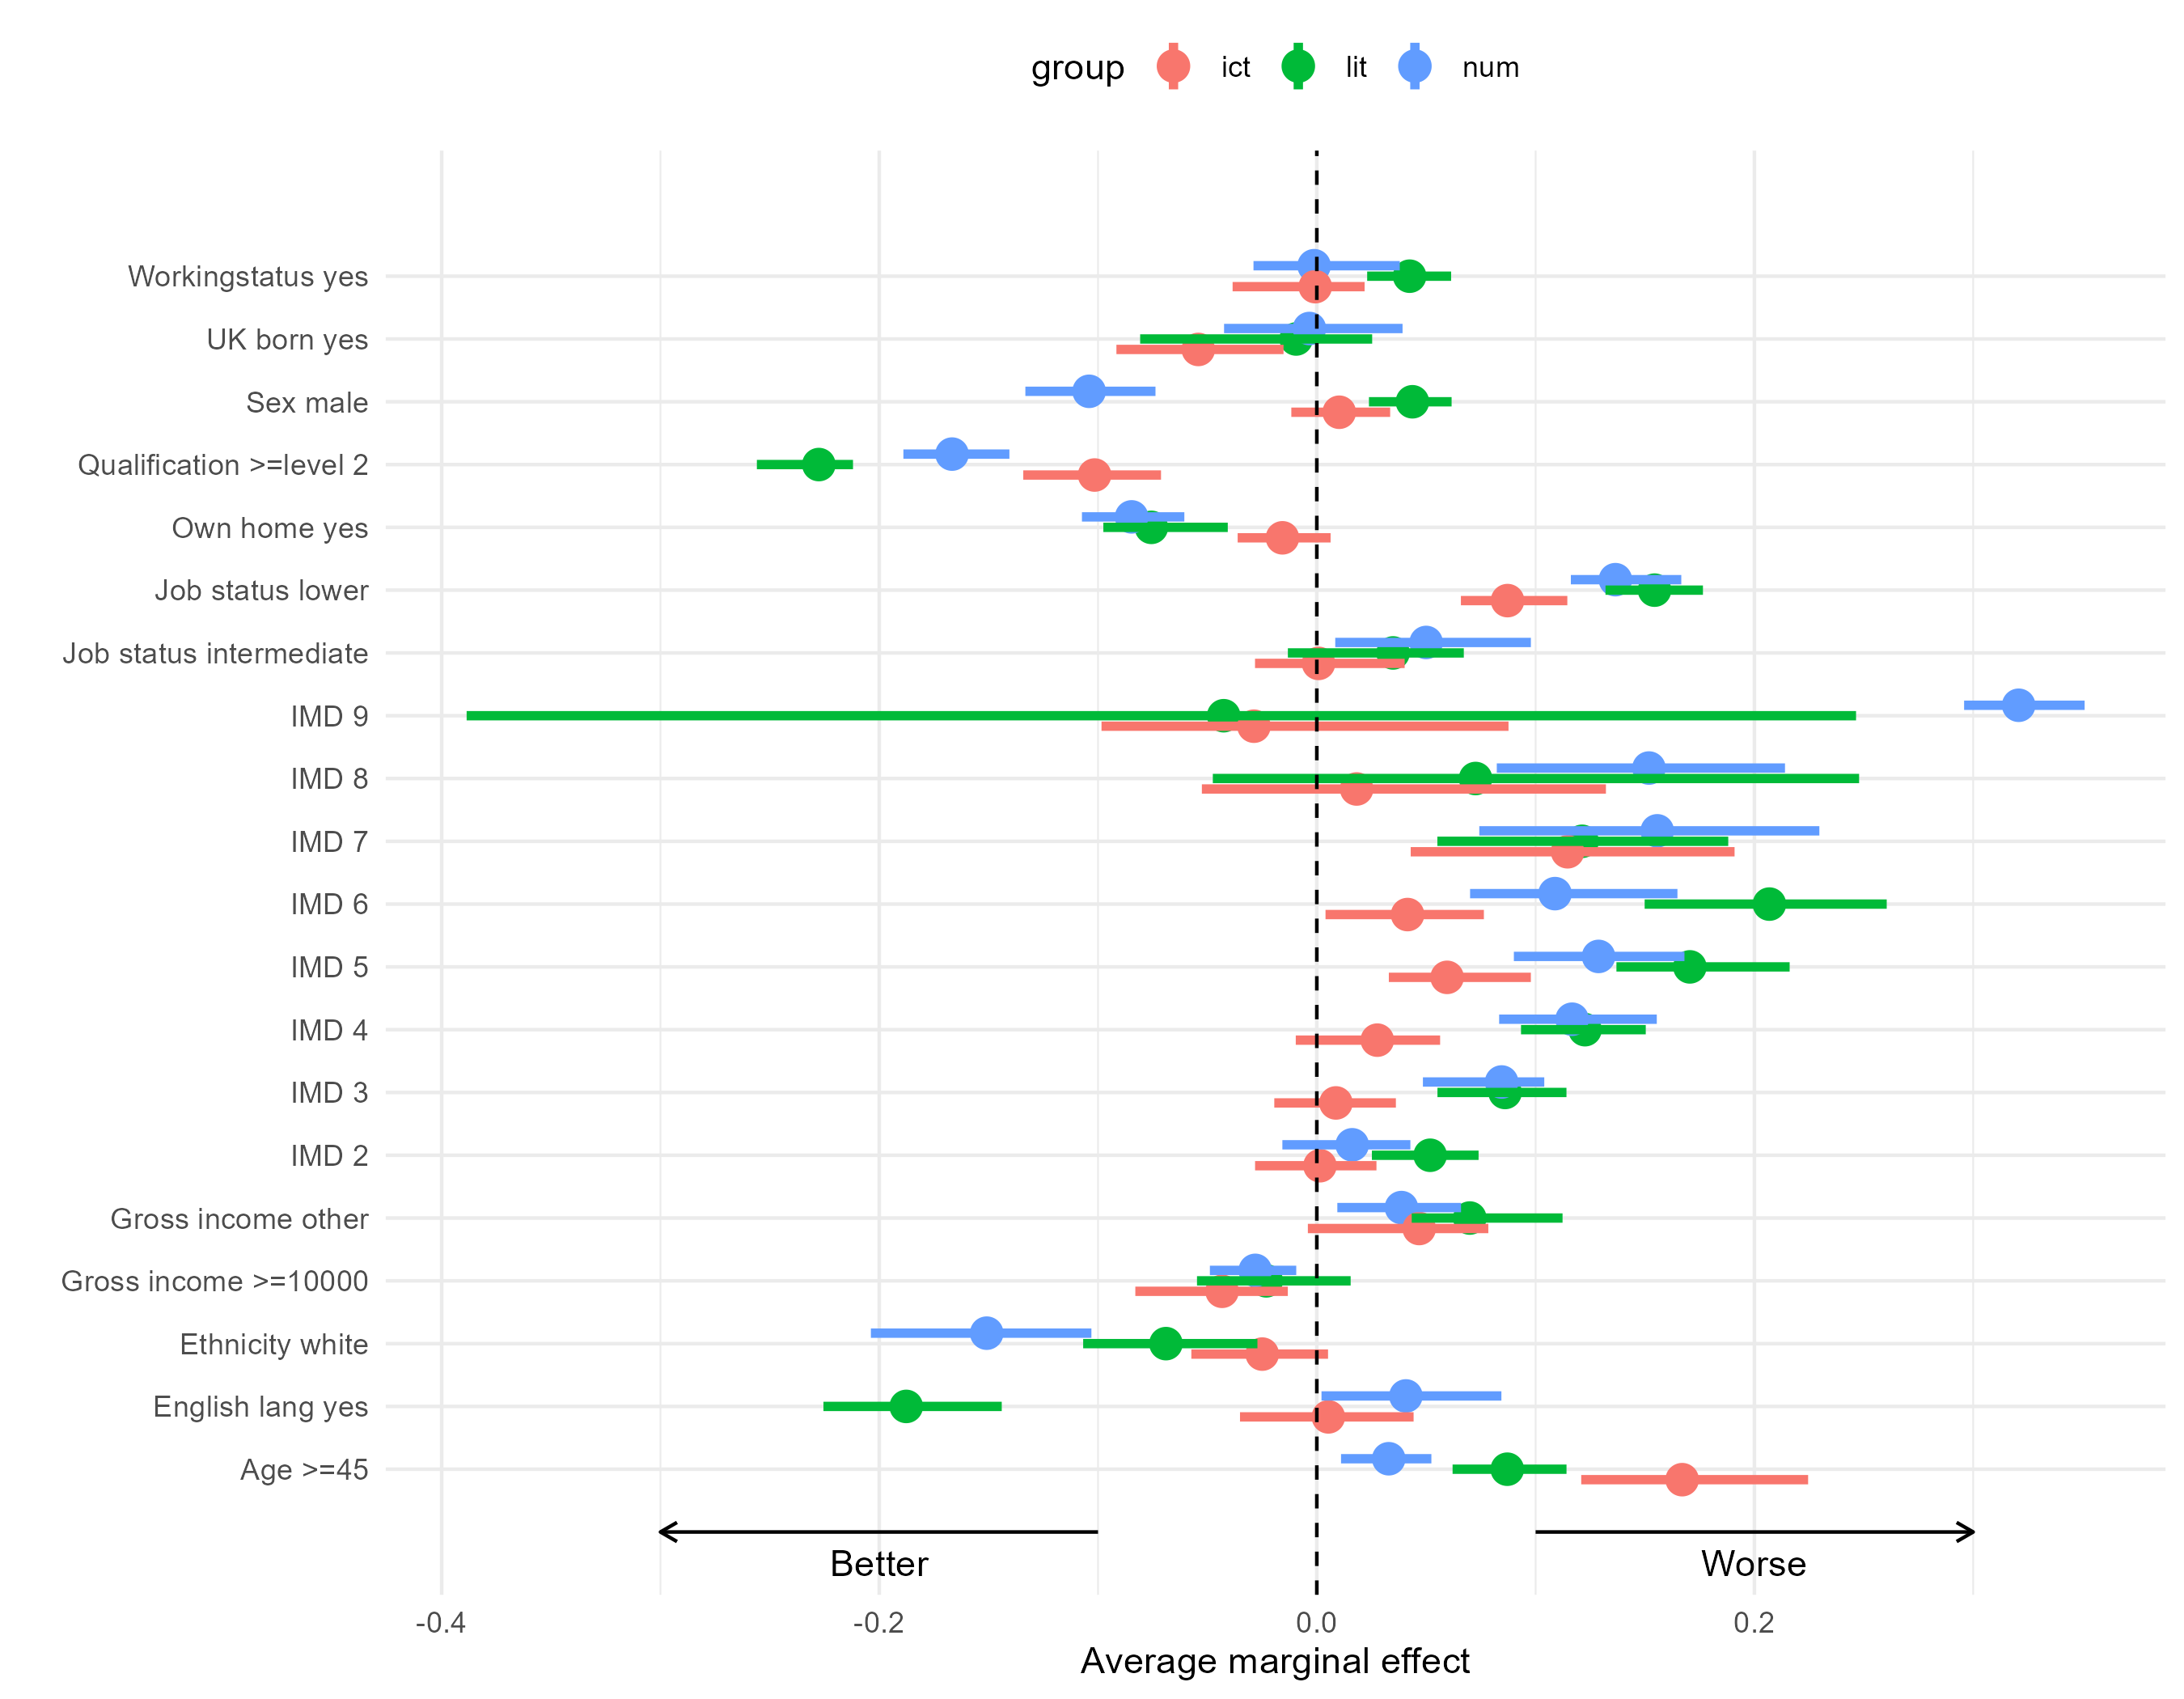 group ict lit num
Workingstatus yes
UK born yes
Sex male
Qualification >=level 2
Own home yes
Job status lower
Job status intermediate
IMD 9
IMD 8
IMD 7
IMD 6
IMD 5
IMD 4
IMD 3
IMD 2
Gross income other
Gross income >=10000
Ethnicity white
English lang yes
Age >=45
Better Worse
-0.4 -0.2 0.0 0.2
Average marginal effect